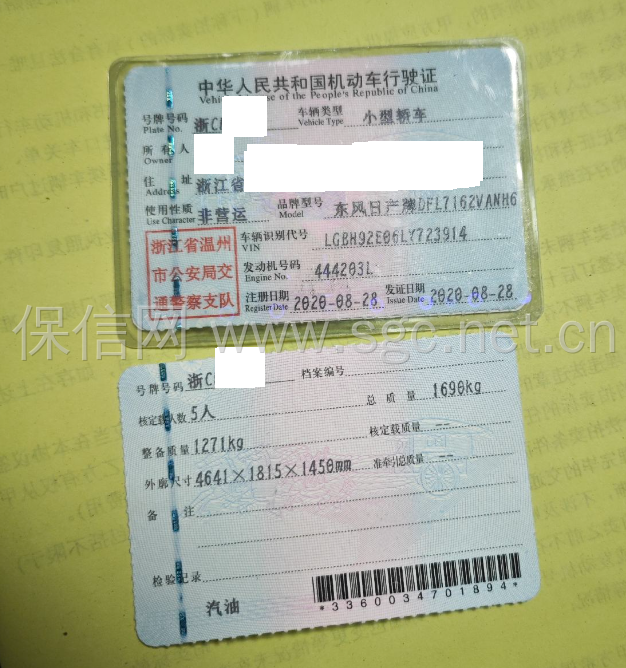 中华人民共和国机动车行驶证
Vehic se of the People's Republic of China
号牌号码 浙C 车辆类型 小型轿车
Plate No. Vehicle Type
所有人
Owner
住址 浙江省
Address
使用性质 非营运 品牌型号 东风日产牌DFL7162VANH6
Use Character Model
浙江省温州
市公安局交
通警察支队
车辆识别代号 LGBH92E06LY723914
VIN
发动机号码 444203L
Engine No.
注册日期 2020-08-28 发证日期 2020-08-28
Register Date Issue Date
保信网 www.sgc.net.cn
号牌号码 浙C 档案编号
核定载人数 5人 总质量 1690kg
整备质量 1271kg 核定载质量 --
外廓尺寸 4641×1815×1450mm 准牵引总质量 --
备注
检验记录
汽油
*3360034701894*